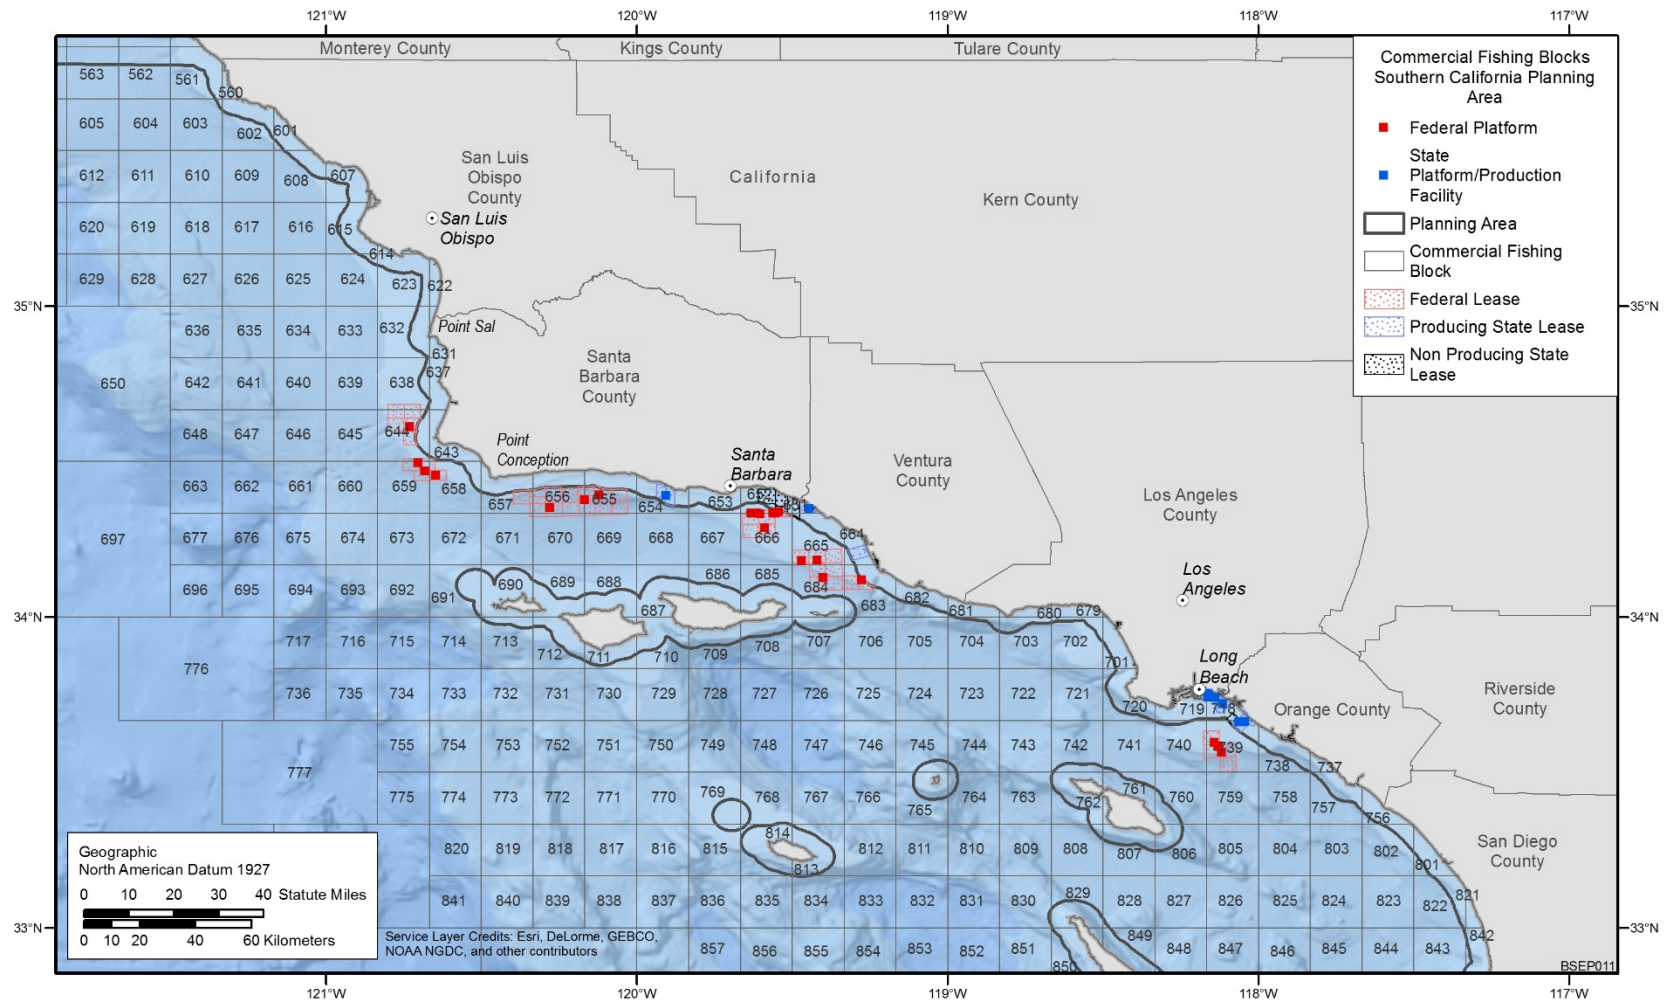 121°W 120°W 119°W 118°W 117°W
Monterey County Kings County Tulare County
Commercial Fishing Blocks
Southern California Planning
Area
Federal Platform
State
Platform/Production
Facility
Planning Area
Commercial Fishing
Block
Federal Lease
Producing State Lease
Non Producing State
Lease
563 562 561 560
605 604 603 602 601
San Luis
Obispo
County
California
Kern County
612 611 610 609 608 607
San Luis
Obispo
620 619 618 617 616 615
614
629 628 627 626 625 624 623 622
35°N 35°N
636 635 634 633 632 Point Sal
631
637
Santa
Barbara
County
650 642 641 640 639 638
648 647 646 645 644
643
Point
Conception
Santa
Barbara
Ventura
County
Los Angeles
County
663 662 661 660 659 658
657 656 655 654 653
697 677 676 675 674 673 672 671 670 669 668 667 666 665 664
696 695 694 693 692 691 690 689 688 687 686 685 684 683 682 681 680 679
Los
Angeles
34°N 34°N
717 716 715 714 713 712 711 710 709 708 707 706 705 704 703 702 701
776
Long
Beach
736 735 734 733 732 731 730 729 728 727 726 725 724 723 722 721 720 719 718
Orange County
Riverside
County
755 754 753 752 751 750 749 748 747 746 745 744 743 742 741 740 739 738 737
777
775 774 773 772 771 770 769 768 767 766 765 764 763 762 761 760 759 758 757 756
820 819 818 817 816 815 814 813 812 811 810 809 808 807 806 805 804 803 802 801
San Diego
County
841 840 839 838 837 836 835 834 833 832 831 830 829 828 827 826 825 824 823 822 821
33°N 33°N
857 856 855 854 853 852 851 850 849 848 847 846 845 844 843 842
Geographic
North American Datum 1927
0 10 20 30 40 Statute Miles
0 10 20 40 60 Kilometers
Service Layer Credits: Esri, DeLorme, GEBCO,
NOAA NGDC, and other contributors
BSEP011
121°W 120°W 119°W 118°W 117°W